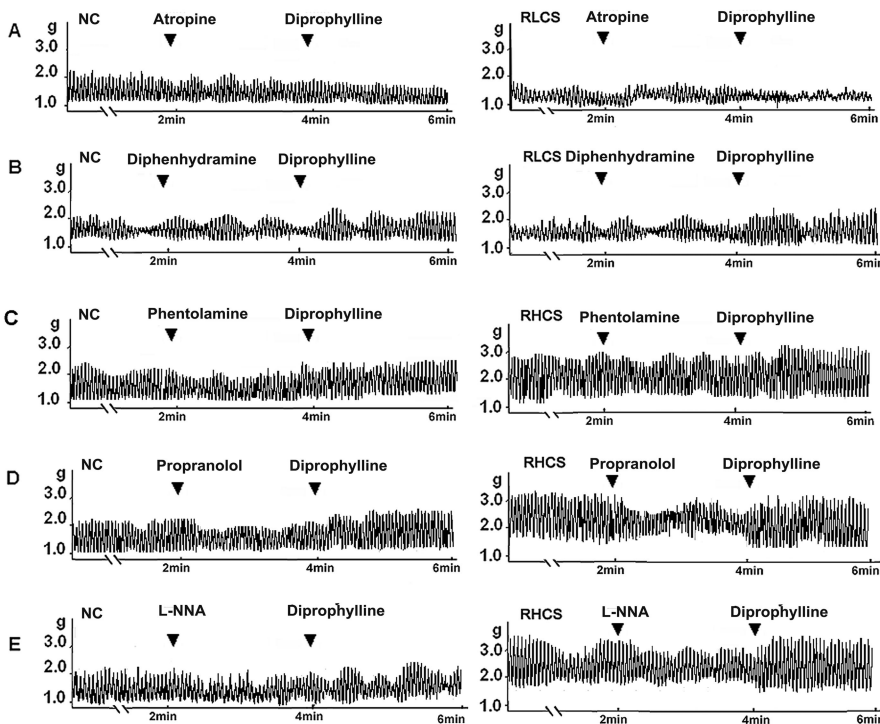 A
g
NC
Atropine
Diprophylline
3.0
2.0
1.0
2min
4min
6min
g
RLCS
Atropine
Diprophylline
3.0
2.0
1.0
2min
4min
6min
B
g
NC
Diphenhydramine
Diprophylline
3.0
2.0
1.0
2min
4min
6min
g
RLCS Diphenhydramine
Diprophylline
3.0
2.0
1.0
2min
4min
6min
C
g
NC
Phentolamine
Diprophylline
3.0
2.0
1.0
2min
4min
6min
g
RHCS
Phentolamine
Diprophylline
3.0
2.0
1.0
2min
4min
6min
D
g
NC
Propranolol
Diprophylline
3.0
2.0
1.0
2min
4min
6min
g
RHCS
Propranolol
Diprophylline
3.0
2.0
1.0
2min
4min
6min
E
g
NC
L-NNA
Diprophylline
3.0
2.0
1.0
2min
4min
6min
g
RHCS
L-NNA
Diprophylline
3.0
2.0
1.0
2min
4min
6min